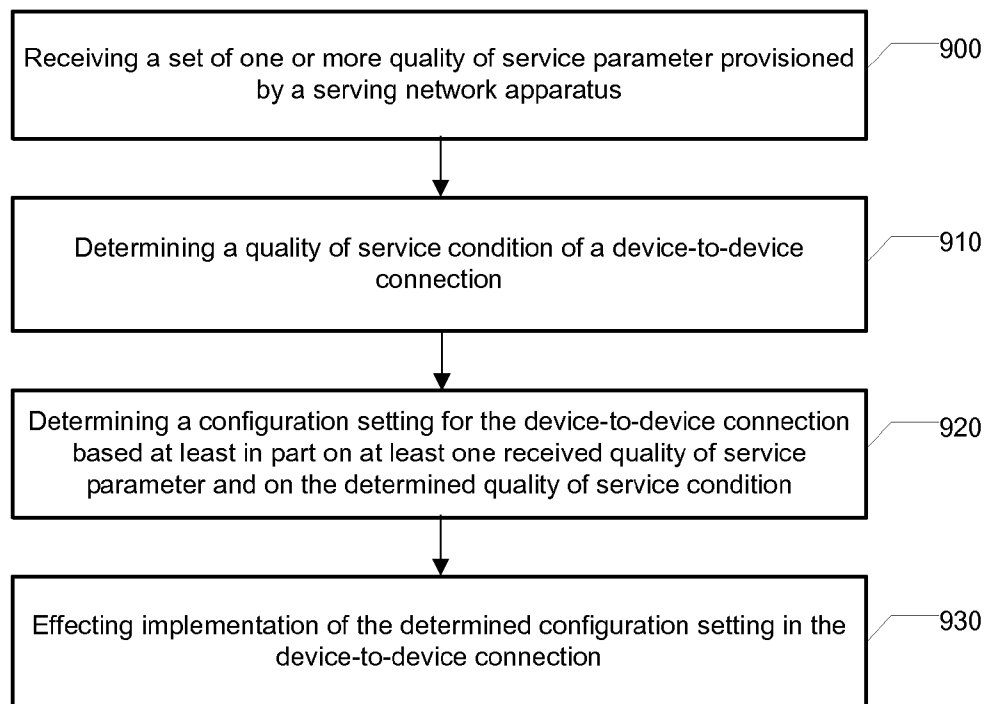 Receiving a set of one or more quality of service parameter provisioned
by a serving network apparatus
900
Determining a quality of service condition of a device-to-device
connection
910
Determining a configuration setting for the device-to-device connection
based at least in part on at least one received quality of service
parameter and on the determined quality of service condition
920
Effecting implementation of the determined configuration setting in the
device-to-device connection
930